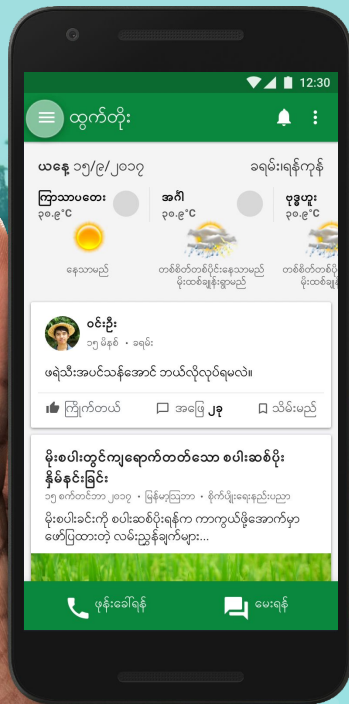 12:30
ထွက်တိုး
ယနေ့ ၁၅/၉/၂၀၁၇
ခရမ်း၊ရန်ကုန်
ကြာသာပတေး
၃၀.၉°C
နေသာမည်
အင်္ဂါ
၃၀.၉°C
တစ်စိတ်တစ်ပိုင်းနေသာမည်
မိုးထစ်ချုန်းရွာမည်
ဗုဒ္ဓဟူး
၃၀.၉°C
ဝင်းဦး
၁၅ မိနစ် • ခရမ်း
ဖရဲသီးအပင်သန်အောင် ဘယ်လိုလုပ်ရမလဲ။
ကြိုက်တယ်
အဖြေ ၂ခု
သိမ်းမည်
မိုးစပါးတွင်ကျရောက်တတ်သော စပါးဆစ်ပိုး
နှိမ်နင်းခြင်း
၁၅ စက်တင်ဘာ ၂၀၁၇ • မြန်မာ့ဩဘာ • စိုက်ပျိုးရေးနည်းပညာ
မိုးစပါးခင်းကို စပါးဆစ်ပိုးရန်က ကာကွယ်ဖို့အောက်မှာ
ဖော်ပြထားတဲ့ လမ်းညွှန်ချက်များ...
ဖုန်းခေါ်ရန်
မေးရန်